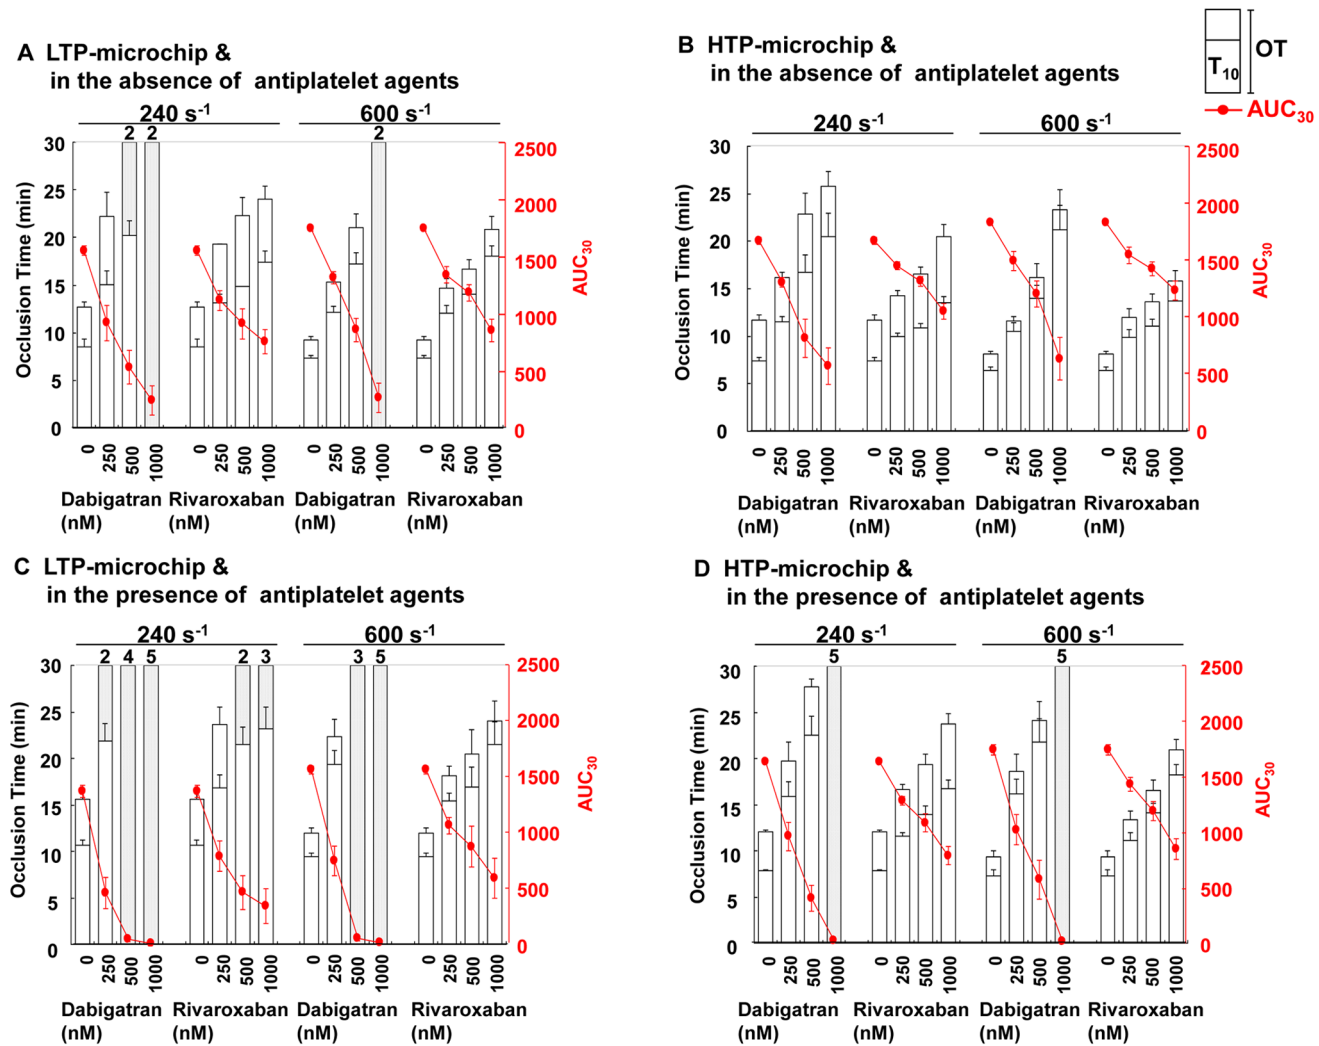 A LTP-microchip &
in the absence of antiplatelet agents
240 s-1
600 s-1
2 2 2
30
25
20
15
10
5
0
Occlusion Time (min)
2500
2000
1500
1000
500
0
AUC30
0 250 500 1000 0 250 500 1000 0 250 500 1000 0 250 500 1000
Dabigatran Rivaroxaban Dabigatran Rivaroxaban
(nM) (nM) (nM) (nM)
B HTP-microchip &
in the absence of antiplatelet agents
T10
OT
AUC30
240 s-1
600 s-1
30
25
20
15
10
5
0
Occlusion Time (min)
2500
2000
1500
1000
500
0
AUC30
0 250 500 1000 0 250 500 1000 0 250 500 1000 0 250 500 1000
Dabigatran Rivaroxaban Dabigatran Rivaroxaban
(nM) (nM) (nM) (nM)
C LTP-microchip &
in the presence of antiplatelet agents
240 s-1
600 s-1
2 4 5 2 3 3 5
30
25
20
15
10
5
0
Occlusion Time (min)
2500
2000
1500
1000
500
0
AUC30
0 250 500 1000 0 250 500 1000 0 250 500 1000 0 250 500 1000
Dabigatran Rivaroxaban Dabigatran Rivaroxaban
(nM) (nM) (nM) (nM)
D HTP-microchip &
in the presence of antiplatelet agents
240 s-1
600 s-1
5 5
30
25
20
15
10
5
0
Occlusion Time (min)
2500
2000
1500
1000
500
0
AUC30
0 250 500 1000 0 250 500 1000 0 250 500 1000 0 250 500 1000
Dabigatran Rivaroxaban Dabigatran Rivaroxaban
(nM) (nM) (nM) (nM)